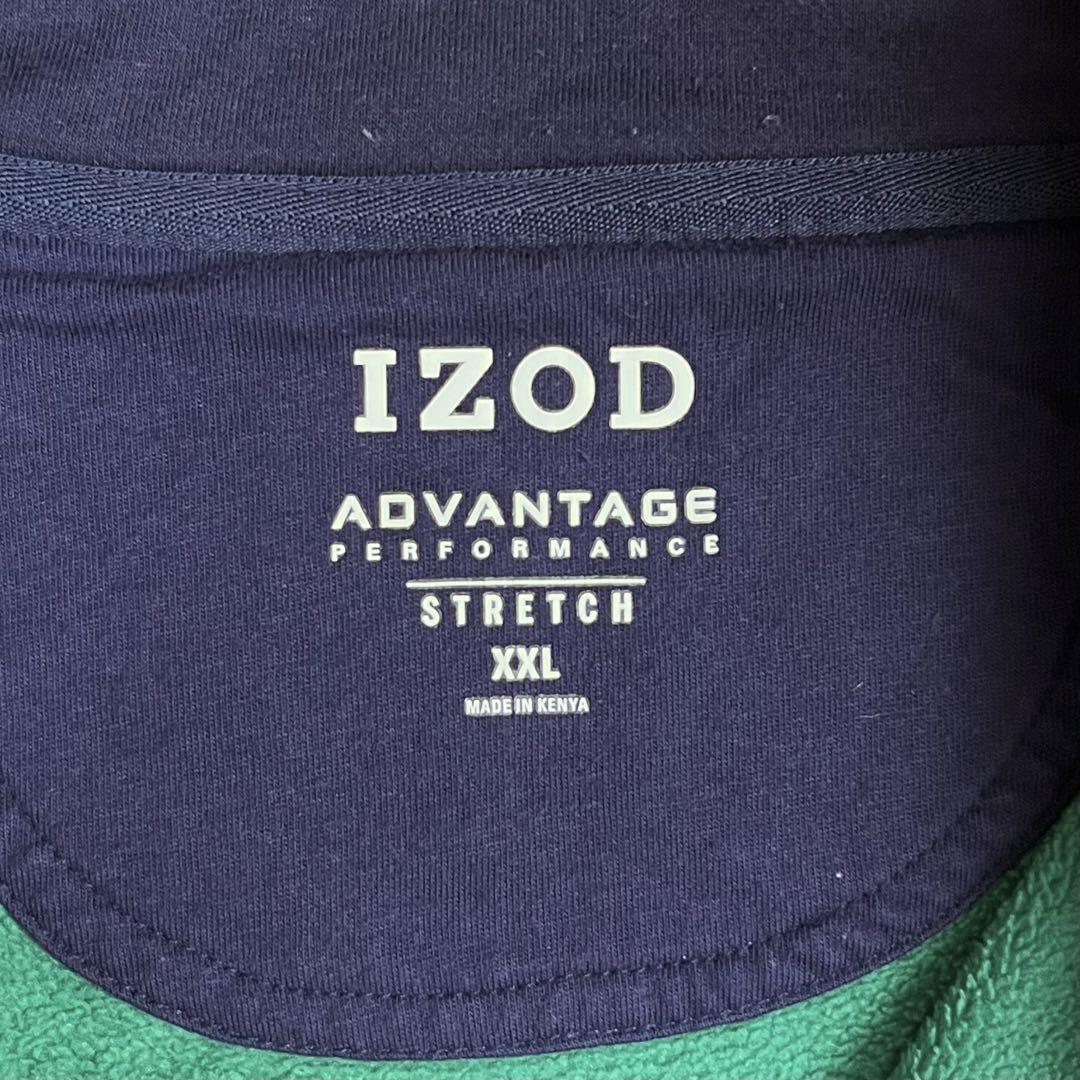 IZOD
ADVANTAGE
PERFORMANCE
STRETCH
XXL
MADE IN KENYA